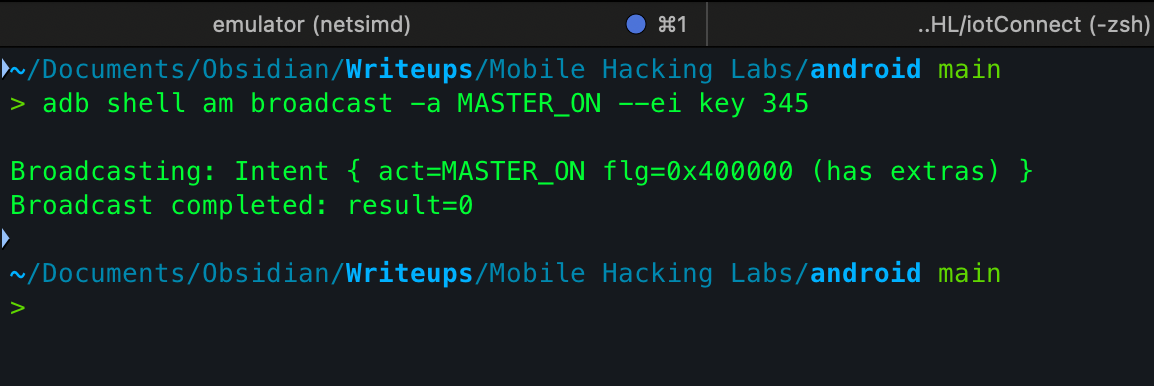 emulator (netsimd) ⌘1 ..HL/iotConnect (-zsh)
~/Documents/Obsidian/Writeups/Mobile Hacking Labs/android main
> adb shell am broadcast -a MASTER_ON --ei key 345
Broadcasting: Intent { act=MASTER_ON flg=0x400000 (has extras) }
Broadcast completed: result=0
~/Documents/Obsidian/Writeups/Mobile Hacking Labs/android main
>